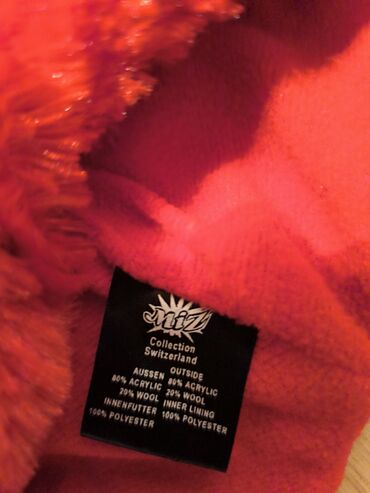 MiZ
Collection
Switzerland
AUSSEN OUTSIDE
80% ACRYLIC 80% ACRYLIC
20% WOOL 20% WOOL
INNENFUTTER INNER LINING
100% POLYESTER 100% POLYESTER